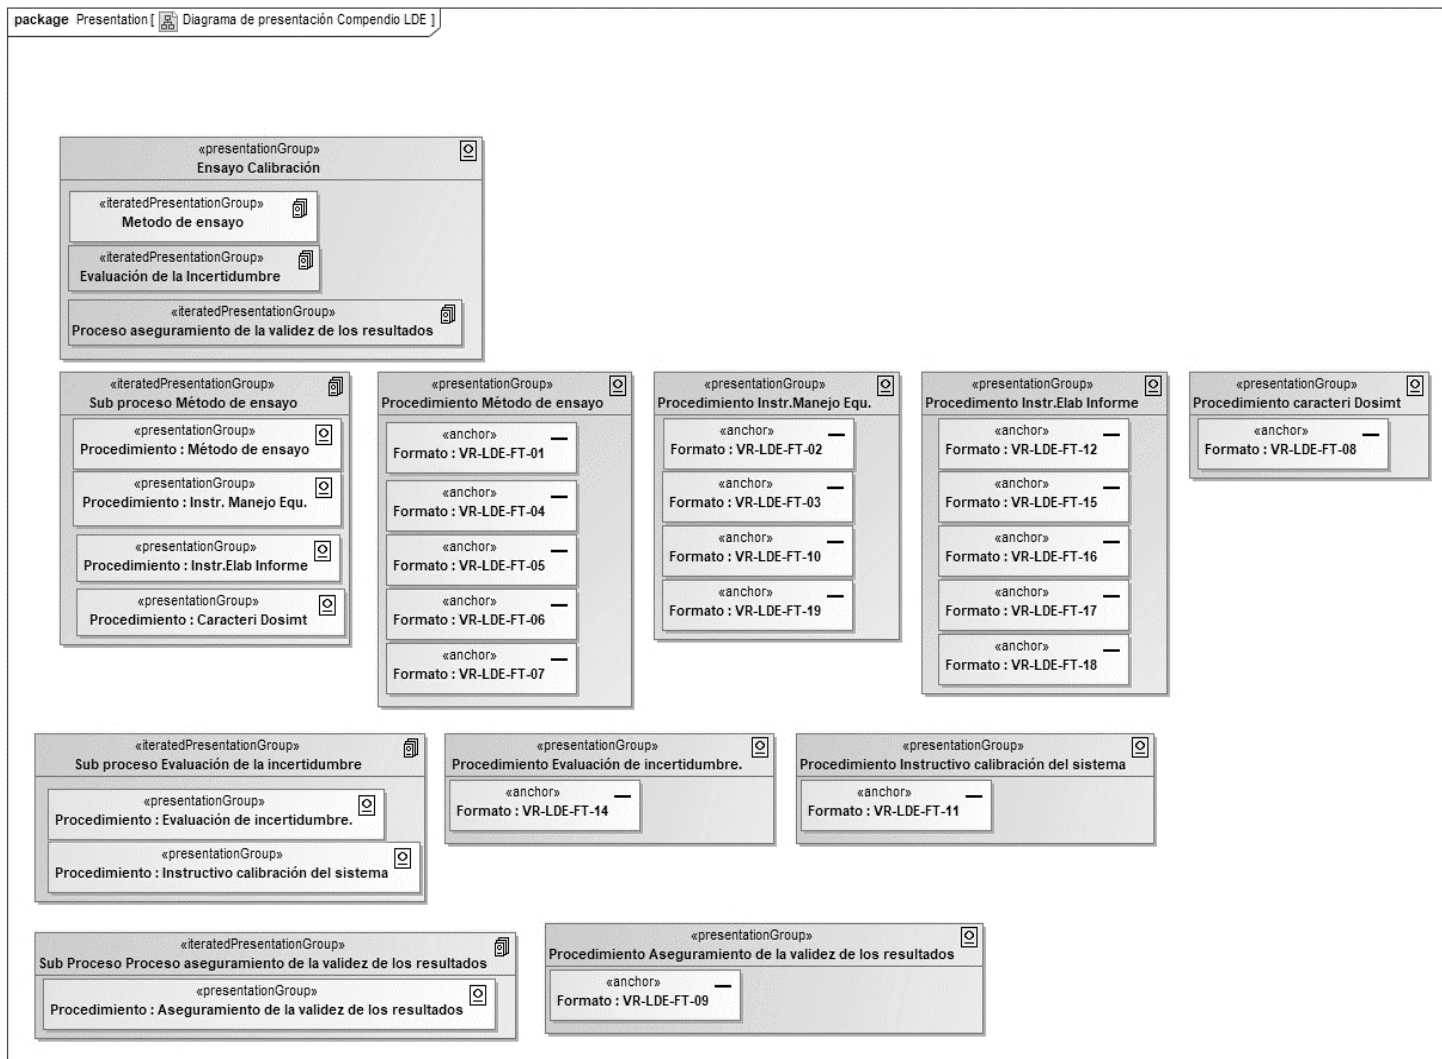 package Presentation [ Diagrama de presentación Compendio LDE ]
«presentationGroup»
Ensayo Calibración
«iteratedPresentationGroup»
Metodo de ensayo
«iteratedPresentationGroup»
Evaluación de la Incertidumbre
«iteratedPresentationGroup»
Proceso aseguramiento de la validez de los resultados
«iteratedPresentationGroup»
Sub proceso Método de ensayo
«presentationGroup»
Procedimiento : Método de ensayo
«presentationGroup»
Procedimiento : Instr. Manejo Equ.
«presentationGroup»
Procedimiento : Instr.Elab Informe
«presentationGroup»
Procedimiento : Caracteri Dosimt
«presentationGroup»
Procedimiento Método de ensayo
«anchor»
Formato : VR-LDE-FT-01
«anchor»
Formato : VR-LDE-FT-04
«anchor»
Formato : VR-LDE-FT-05
«anchor»
Formato : VR-LDE-FT-06
«anchor»
Formato : VR-LDE-FT-07
«presentationGroup»
Procedimiento Instr.Manejo Equ.
«anchor»
Formato : VR-LDE-FT-02
«anchor»
Formato : VR-LDE-FT-03
«anchor»
Formato : VR-LDE-FT-10
«anchor»
Formato : VR-LDE-FT-19
«presentationGroup»
Procedimento Instr.Elab Informe
«anchor»
Formato : VR-LDE-FT-12
«anchor»
Formato : VR-LDE-FT-15
«anchor»
Formato : VR-LDE-FT-16
«anchor»
Formato : VR-LDE-FT-17
«anchor»
Formato : VR-LDE-FT-18
«presentationGroup»
Procedimiento caracteri Dosimt
«anchor»
Formato : VR-LDE-FT-08
«iteratedPresentationGroup»
Sub proceso Evaluación de la incertidumbre
«presentationGroup»
Procedimiento : Evaluación de incertidumbre.
«presentationGroup»
Procedimiento : Instructivo calibración del sistema
«presentationGroup»
Procedimiento Evaluación de incertidumbre.
«anchor»
Formato : VR-LDE-FT-14
«presentationGroup»
Procedimiento Instructivo calibración del sistema
«anchor»
Formato : VR-LDE-FT-11
«iteratedPresentationGroup»
Sub Proceso Proceso aseguramiento de la validez de los resultados
«presentationGroup»
Procedimiento : Aseguramiento de la validez de los resultados
«presentationGroup»
Procedimiento Aseguramiento de la validez de los resultados
«anchor»
Formato : VR-LDE-FT-09